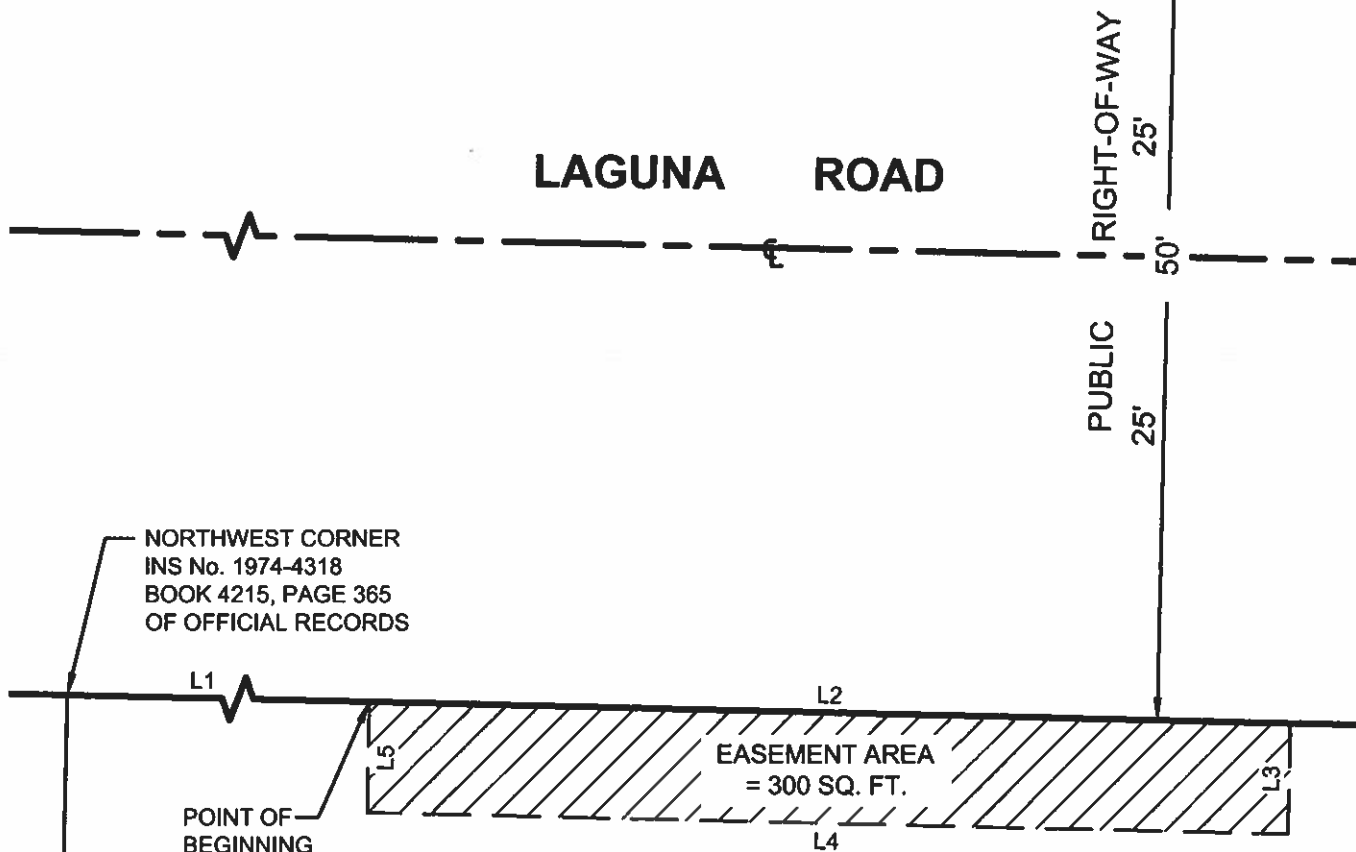 RIGHT-OF-WAY
25'
LAGUNA ROAD
℄
50'
PUBLIC
25'
NORTHWEST CORNER
INS No. 1974-4318
BOOK 4215, PAGE 365
OF OFFICIAL RECORDS
L1
L2
EASEMENT AREA
= 300 SQ. FT.
L5
L3
POINT OF
BEGINNING
L4